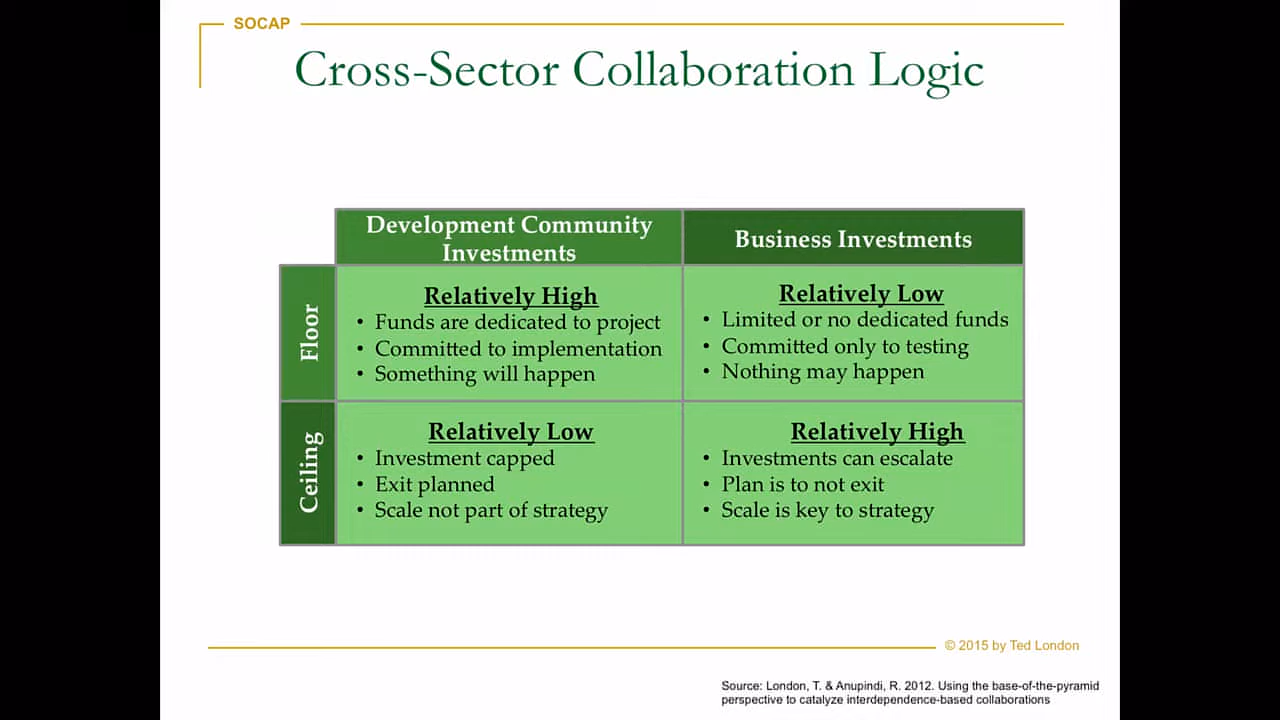 SOCAP
Cross-Sector Collaboration Logic
Development Community
Investments
Business Investments
Floor
Relatively High
• Funds are dedicated to project
• Committed to implementation
• Something will happen
Relatively Low
• Limited or no dedicated funds
• Committed only to testing
• Nothing may happen
Ceiling
Relatively Low
• Investment capped
• Exit planned
• Scale not part of strategy
Relatively High
• Investments can escalate
• Plan is to not exit
• Scale is key to strategy
© 2015 by Ted London
Source: London, T. & Anupindi, R. 2012. Using the base-of-the-pyramid
perspective to catalyze interdependence-based collaborations